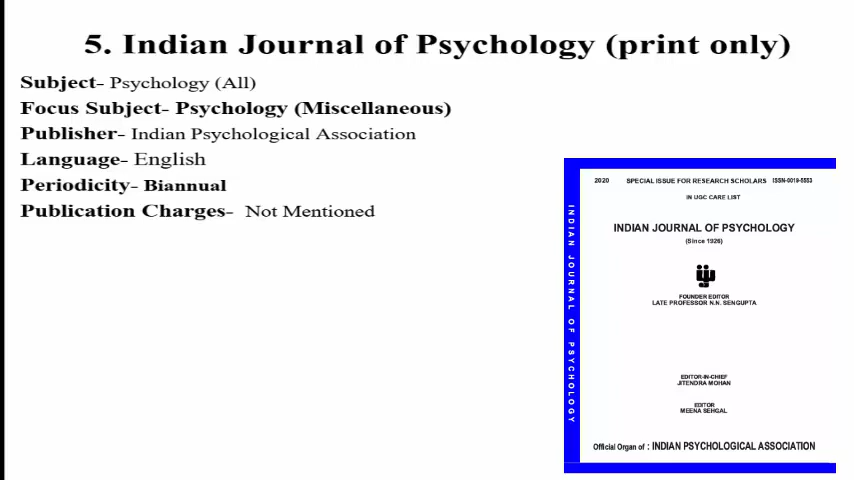 5. Indian Journal of Psychology (print only)
Subject- Psychology (All)
Focus Subject- Psychology (Miscellaneous)
Publisher- Indian Psychological Association
Language- English
Periodicity- Biannual
Publication Charges- Not Mentioned
INDIAN JOURNAL OF PSYCHOLOGY
2020 SPECIAL ISSUE FOR RESEARCH SCHOLARS ISSN-0019-5553
IN UGC CARE LIST
INDIAN JOURNAL OF PSYCHOLOGY
(Since 1926)
FOUNDER EDITOR
LATE PROFESSOR N.N. SENGUPTA
EDITOR-IN-CHIEF
JITENDRA MOHAN
EDITOR
MEENA SEHGAL
Official Organ of : INDIAN PSYCHOLOGICAL ASSOCIATION